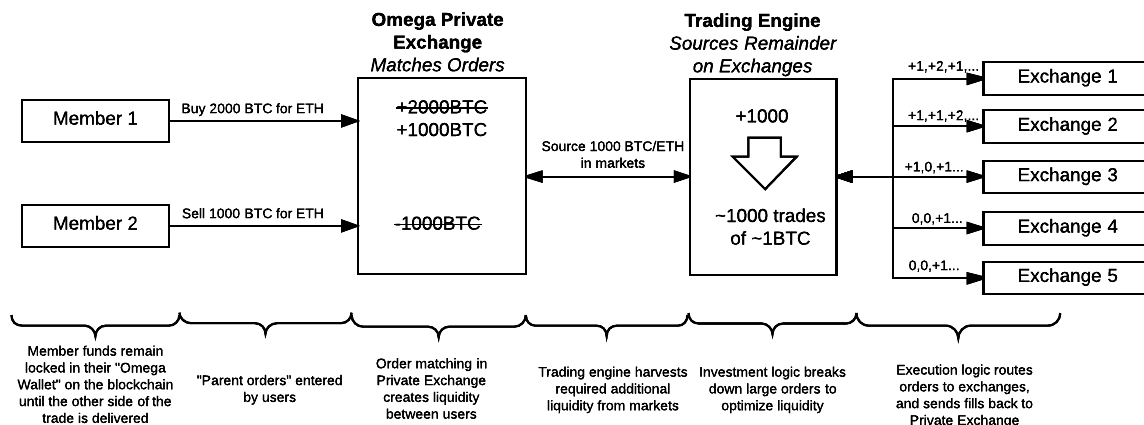 Omega Private
Exchange
Matches Orders
Trading Engine
Sources Remainder
on Exchanges
Member 1
Buy 2000 BTC for ETH
+2000BTC
+1000BTC
Member 2
Sell 1000 BTC for ETH
-1000BTC
Source 1000 BTC/ETH
in markets
+1000
~1000 trades
of ~1BTC
+1,+2,+1,...
Exchange 1
+1,+1,+2,...
Exchange 2
+1,0,+1...
Exchange 3
0,0,+1...
Exchange 4
0,0,+1...
Exchange 5
Member funds remain
locked in their "Omega
Wallet" on the blockchain
until the other side of the
trade is delivered
"Parent orders" entered
by users
Order matching in
Private Exchange
creates liquidity
between users
Trading engine harvests
required additional
liquidity from markets
Investment logic breaks
down large orders to
optimize liquidity
Execution logic routes
orders to exchanges,
and sends fills back to
Private Exchange